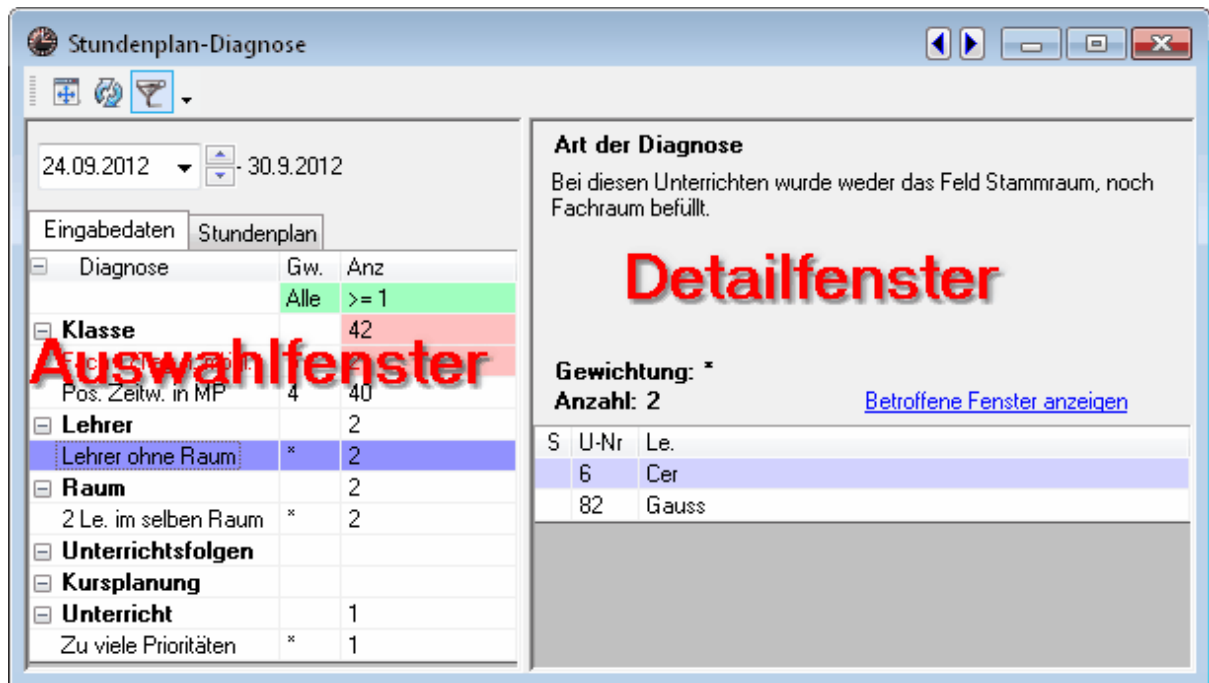 Stundenplan-Diagnose
24.09.2012 - 30.9.2012
Eingabedaten Stundenplan
Diagnose Gw. Anz
Alle >= 1
Klasse 42
Auswahlfenster
Pos. Zeitw. in MP 4 40
Lehrer 2
Lehrer ohne Raum * 2
Raum 2
2 Le. im selben Raum * 2
Unterrichtsfolgen
Kursplanung
Unterricht 1
Zu viele Prioritäten * 1
Art der Diagnose
Bei diesen Unterrichten wurde weder das Feld Stammraum, noch
Fachraum befüllt.
Detailfenster
Gewichtung: *
Anzahl: 2 Betroffene Fenster anzeigen
S U-Nr Le.
6 Cer
82 Gauss